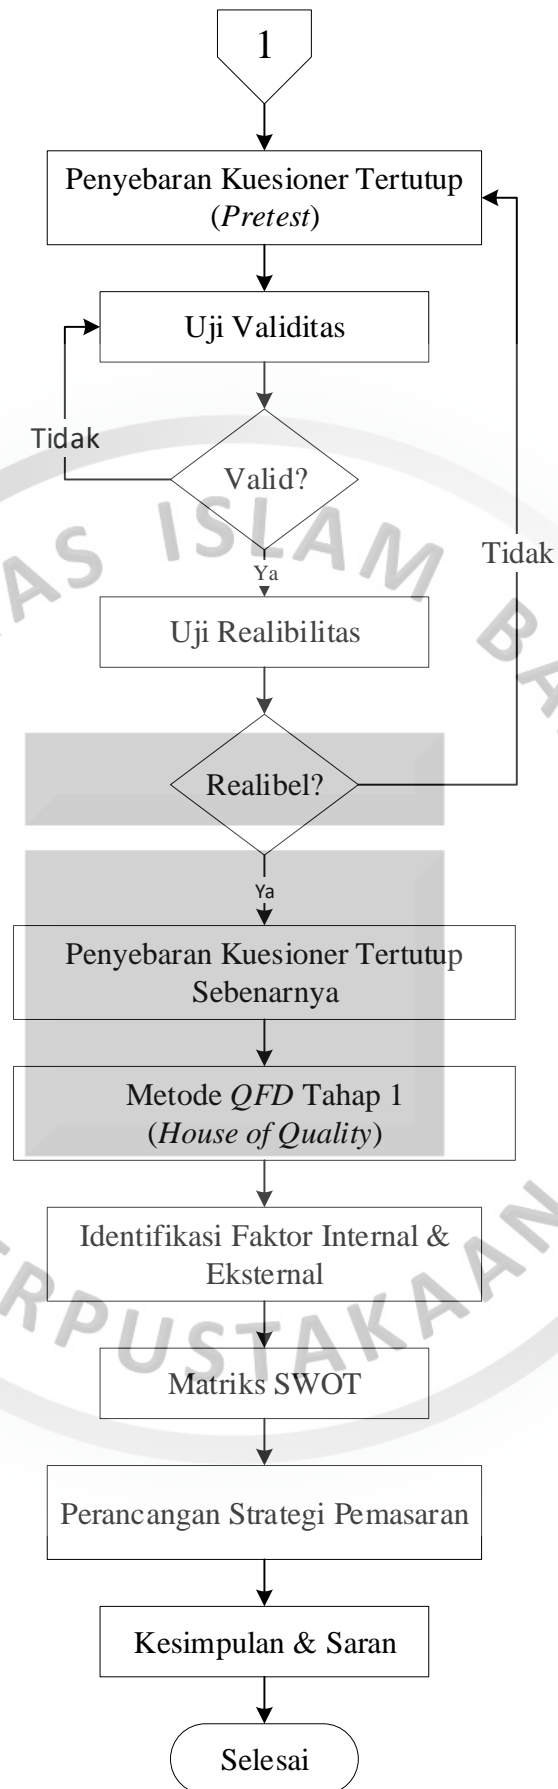 1
Penyebaran Kuesioner Tertutup
(Pretest)
Uji Validitas
Tidak
Valid?
Ya
Tidak
Uji Realibilitas
Realibel?
Ya
Penyebaran Kuesioner Tertutup
Sebenarnya
Metode QFD Tahap 1
(House of Quality)
Identifikasi Faktor Internal &
Eksternal
Matriks SWOT
Perancangan Strategi Pemasaran
Kesimpulan & Saran
Selesai
ISLAM